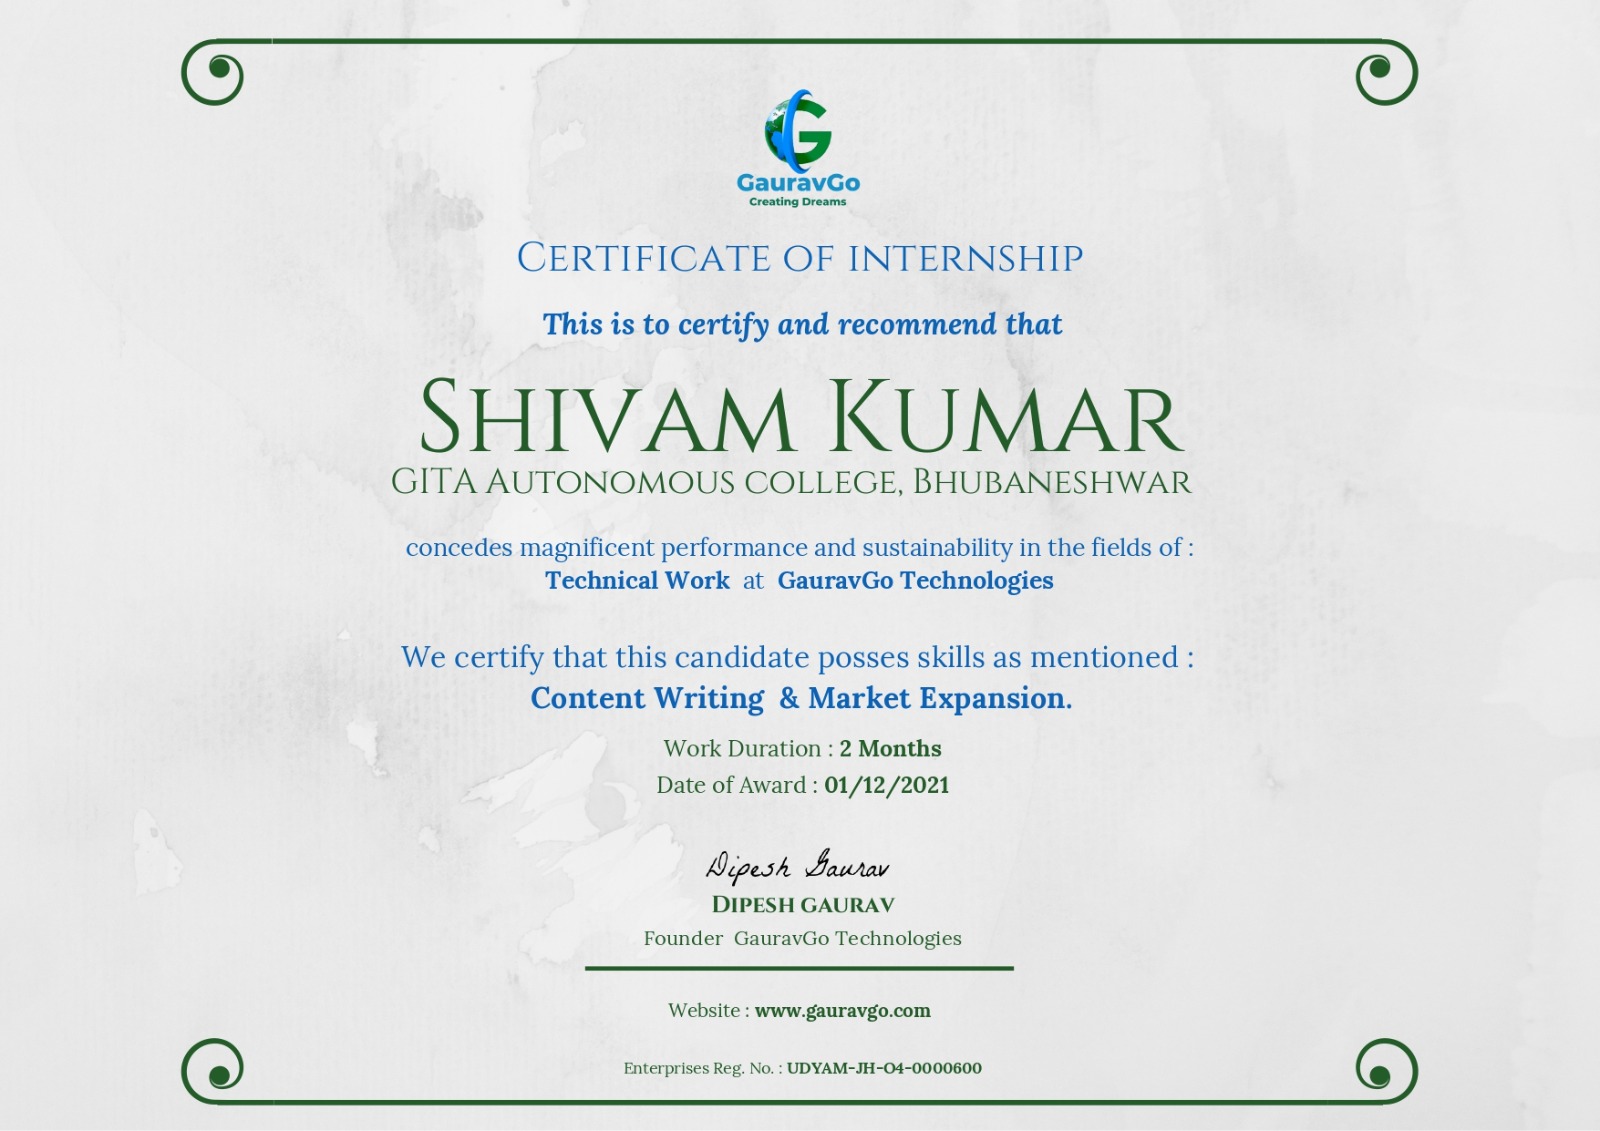 GauravGo
Creating Dreams
Certificate of internship
This is to certify and recommend that
Shivam Kumar
GITA Autonomous college, Bhubaneshwar
concedes magnificent performance and sustainability in the fields of :
Technical Work at GauravGo Technologies
We certify that this candidate posses skills as mentioned :
Content Writing & Market Expansion.
Work Duration : 2 Months
Date of Award : 01/12/2021
Dipesh Gaurav
Dipesh gaurav
Founder GauravGo Technologies
Website : www.gauravgo.com
Enterprises Reg. No. : UDYAM-JH-O4-0000600